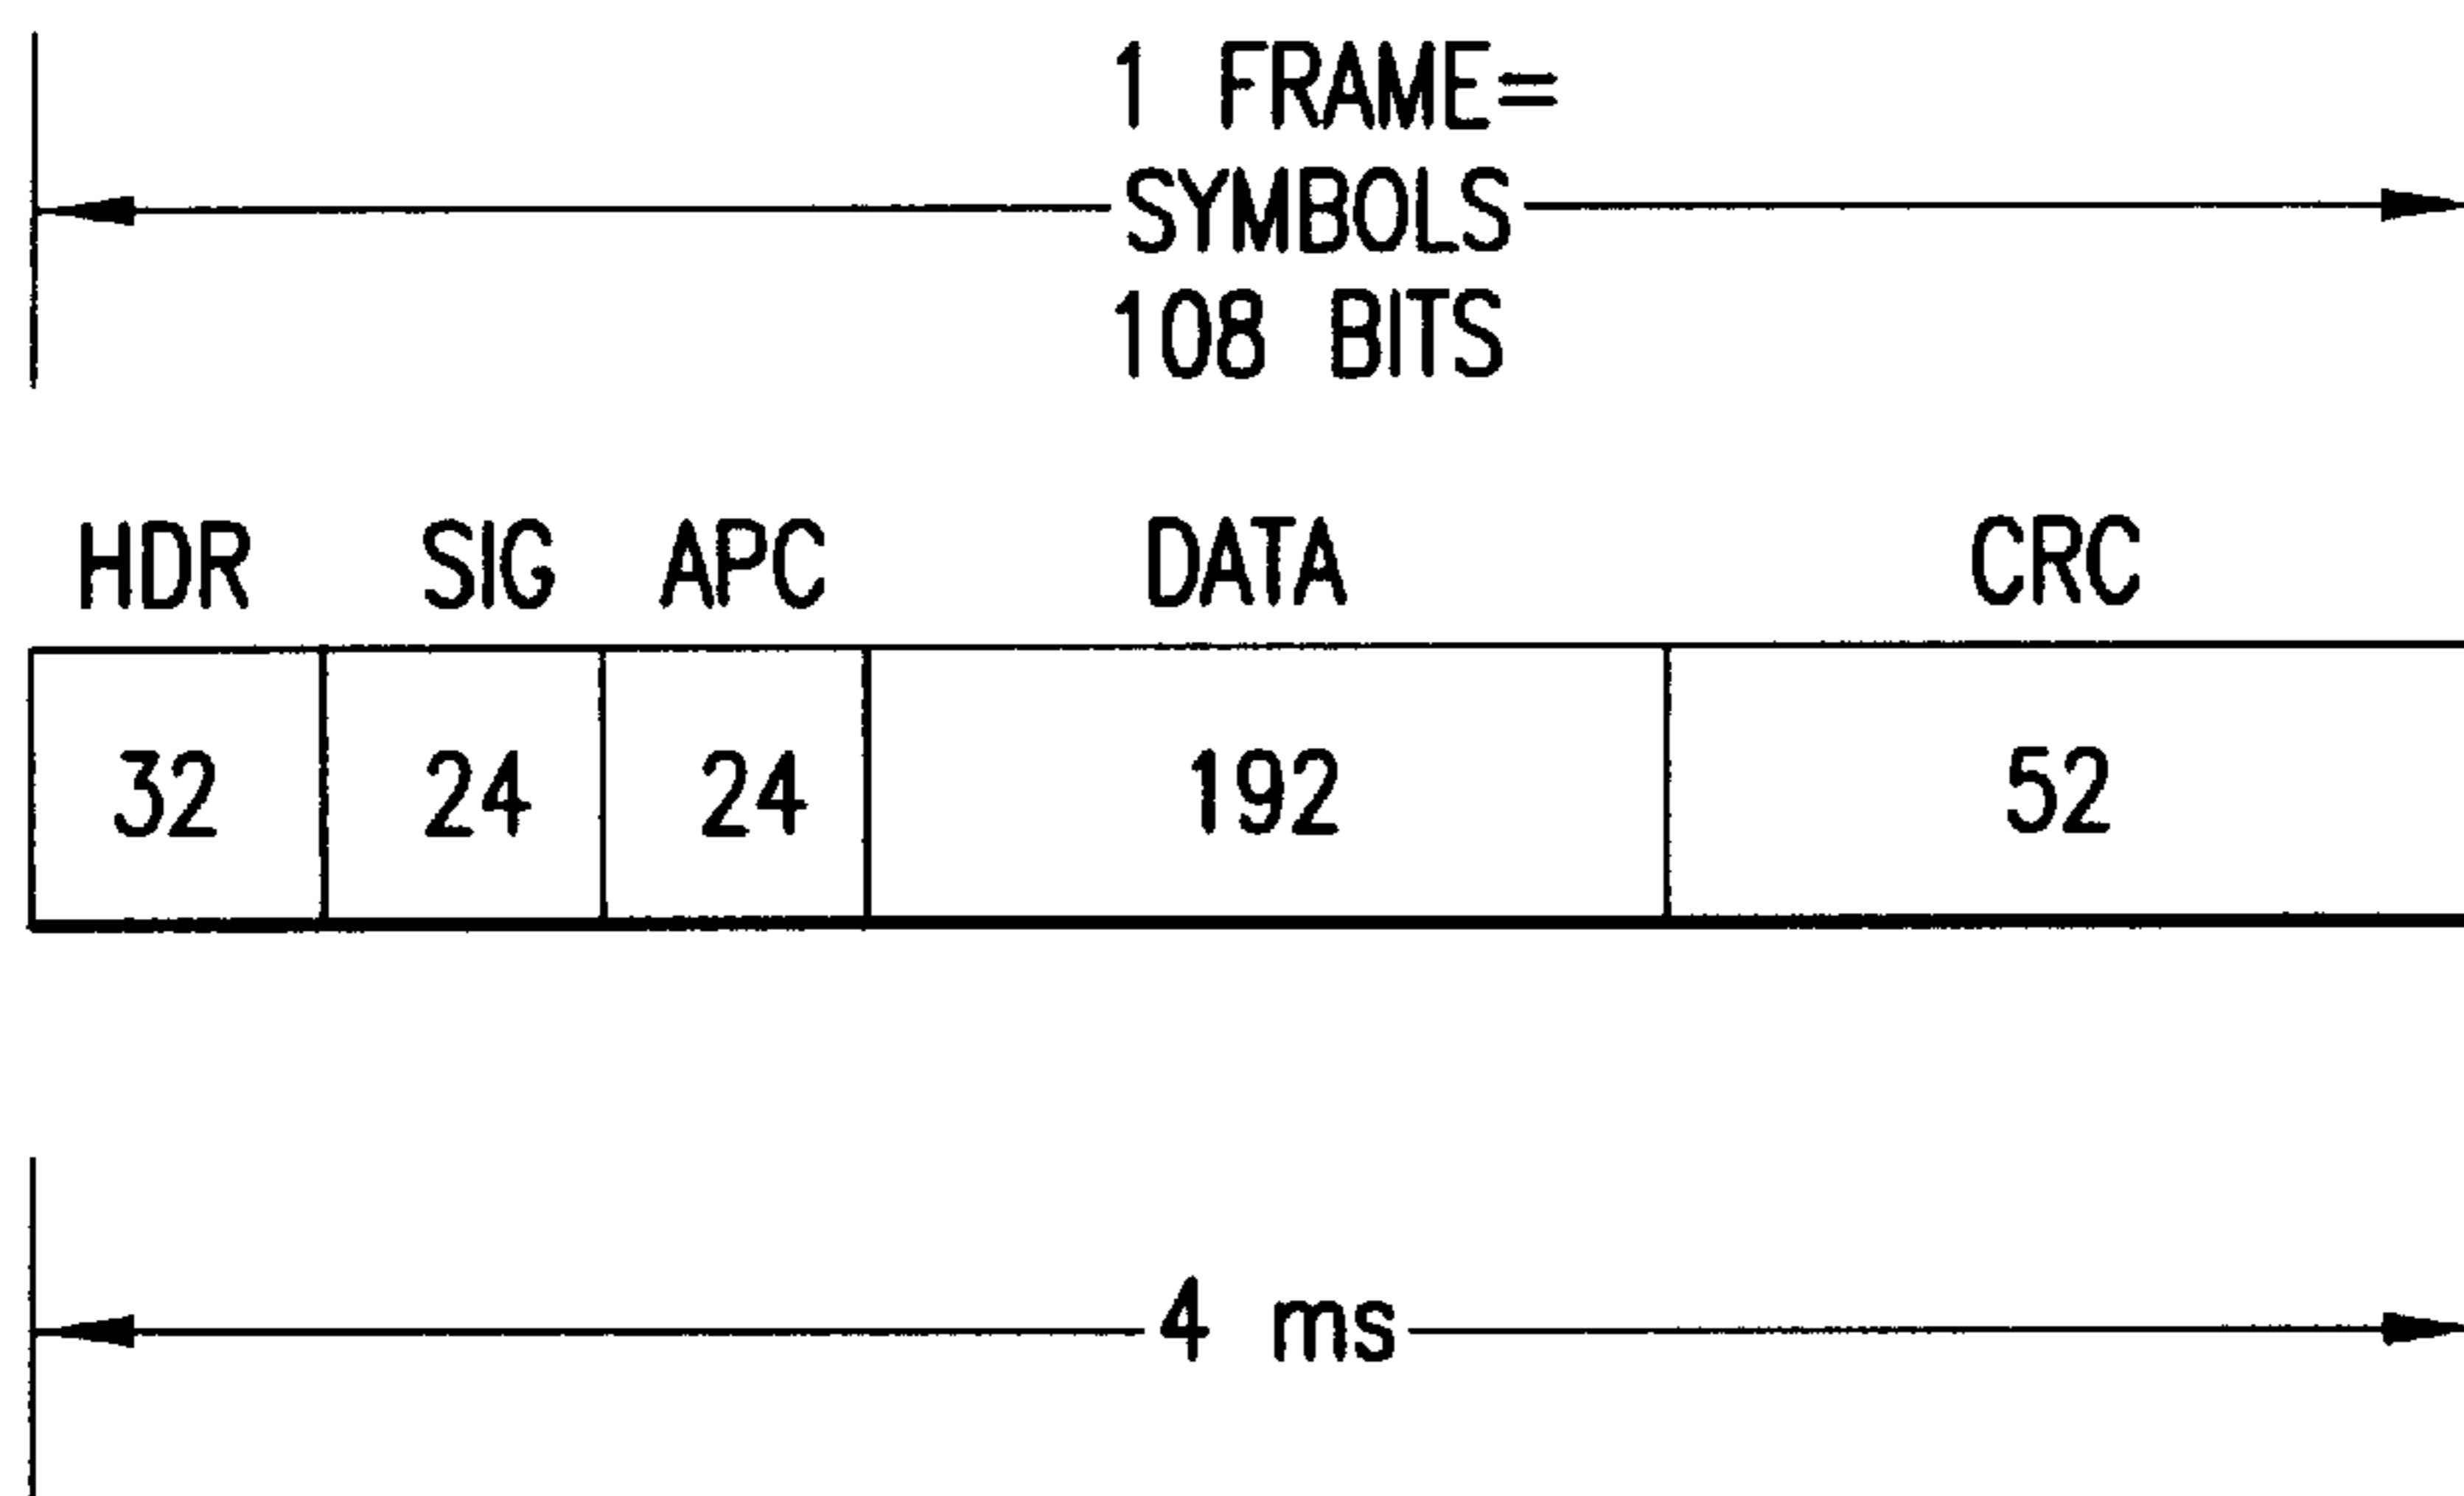 1 FRAME=
SYMBOLS
108 BITS
HDR SIG APC DATA CRC
32 24 24 192 52
4 ms